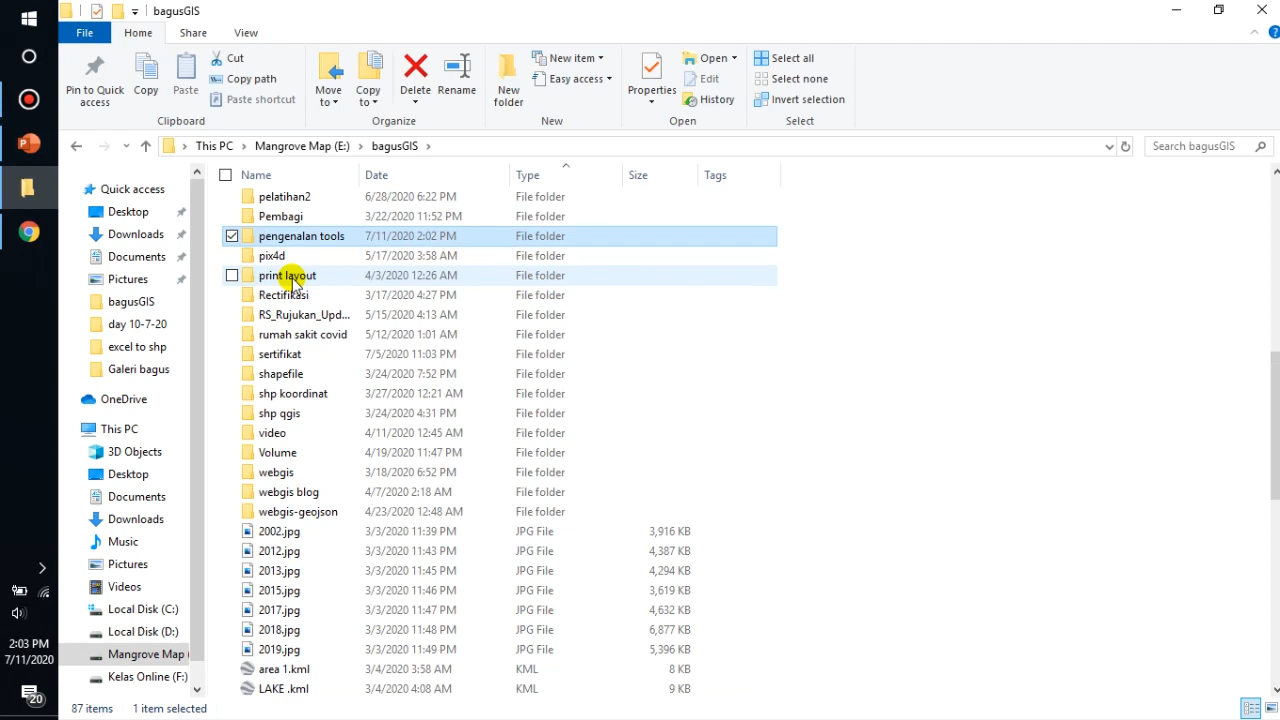 bagusGIS
File Home Share View
Pin to Quick access
Copy
Paste
Cut
Copy path
Paste shortcut
Clipboard
Move to
Copy to
Delete
Rename
Organize
New folder
New item
Easy access
New
Properties
Open
Edit
History
Open
Select all
Select none
Invert selection
Select
This PC > Mangrove Map (E:) > bagusGIS >
Search bagusGIS
Quick access
Desktop
Downloads
Documents
Pictures
bagusGIS
day 10-7-20
excel to shp
Galeri bagus
OneDrive
This PC
3D Objects
Desktop
Documents
Downloads
Music
Pictures
Videos
Local Disk (C:)
Local Disk (D:)
Mangrove Map (
Kelas Online (F:)
Name Date Type Size Tags
pelatihan2 6/28/2020 6:22 PM File folder
Pembagi 3/22/2020 11:52 PM File folder
pengenalan tools 7/11/2020 2:02 PM File folder
pix4d 5/17/2020 3:58 AM File folder
print layout 4/3/2020 12:26 AM File folder
Rectifikasi 3/17/2020 4:27 PM File folder
RS_Rujukan_Upd... 5/15/2020 4:13 AM File folder
rumah sakit covid 5/12/2020 1:01 AM File folder
sertifikat 7/5/2020 11:03 PM File folder
shapefile 3/24/2020 7:52 PM File folder
shp koordinat 3/27/2020 12:21 AM File folder
shp qgis 3/24/2020 4:31 PM File folder
video 4/11/2020 12:45 AM File folder
Volume 4/19/2020 11:47 PM File folder
webgis 3/18/2020 6:52 PM File folder
webgis blog 4/7/2020 2:18 AM File folder
webgis-geojson 4/23/2020 12:48 AM File folder
2002.jpg 3/3/2020 11:39 PM JPG File 3,916 KB
2012.jpg 3/3/2020 11:43 PM JPG File 4,387 KB
2013.jpg 3/3/2020 11:45 PM JPG File 4,294 KB
2015.jpg 3/3/2020 11:46 PM JPG File 3,619 KB
2017.jpg 3/3/2020 11:47 PM JPG File 4,632 KB
2018.jpg 3/3/2020 11:48 PM JPG File 6,877 KB
2019.jpg 3/3/2020 11:49 PM JPG File 5,396 KB
area 1.kml 3/4/2020 3:58 AM KML 8 KB
LAKE .kml 3/4/2020 4:08 AM KML 9 KB
87 items 1 item selected
2:03 PM
7/11/2020
20